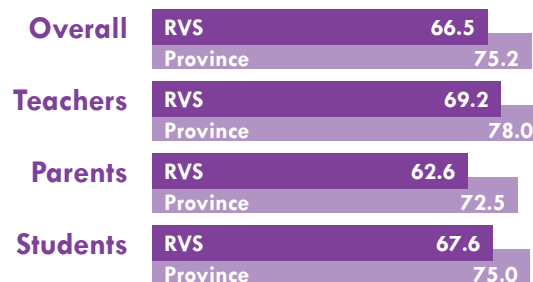 Overall RVS 66.5
Province 75.2
Teachers RVS 69.2
Province 78.0
Parents RVS 62.6
Province 72.5
Students RVS 67.6
Province 75.0